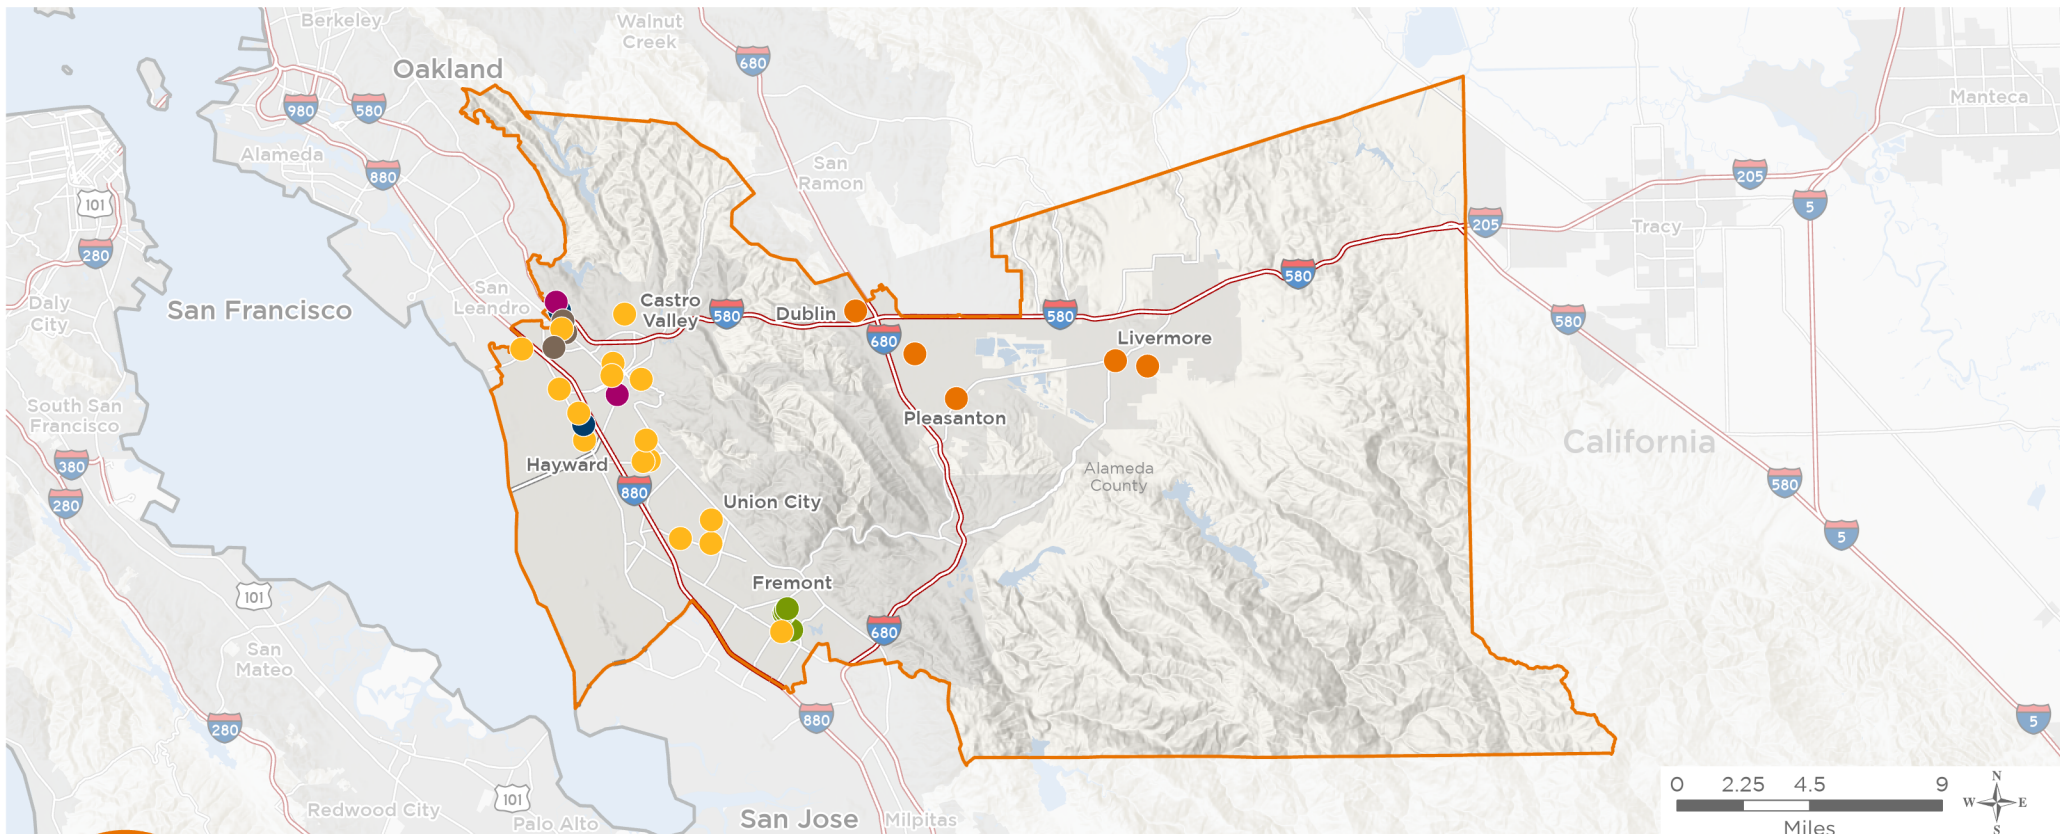 Berkeley
Walnut
Creek
Oakland
680
980
580
Manteca
Alameda
880
San
Ramon
205
101
5
205
280
Tracy
580
San
Leandro
Daly
City
San Francisco
Castro
Valley
580
Dublin
580
580
680
Livermore
South San
Francisco
Pleasanton
California
380
Hayward
Alameda
County
280
880
Union City
580
5
Fremont
101
680
San
Mateo
280
880
5
0 2.25 4.5 9
Miles
N
W E
S
101
Redwood City
Palo Alto
San Jose
Milpitas